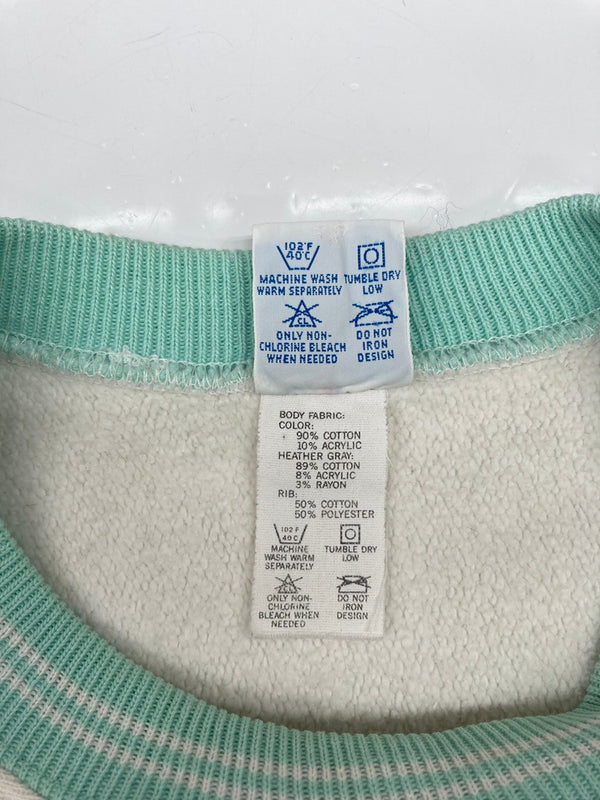 102°F
40°C
MACHINE WASH
WARM SEPARATELY
TUMBLE DRY
LOW
CL
ONLY NON-
CHLORINE BLEACH
WHEN NEEDED
DO NOT
IRON
DESIGN
BODY FABRIC:
COLOR:
90% COTTON
10% ACRYLIC
HEATHER GRAY:
89% COTTON
8% ACRYLIC
3% RAYON
RIB:
50% COTTON
50% POLYESTER
102 F
40 C
MACHINE
WASH WARM
SEPARATELY
TUMBLE DRY
LOW
CL
ONLY NON-
CHLORINE
BLEACH WHEN
NEEDED
DO NOT
IRON
DESIGN